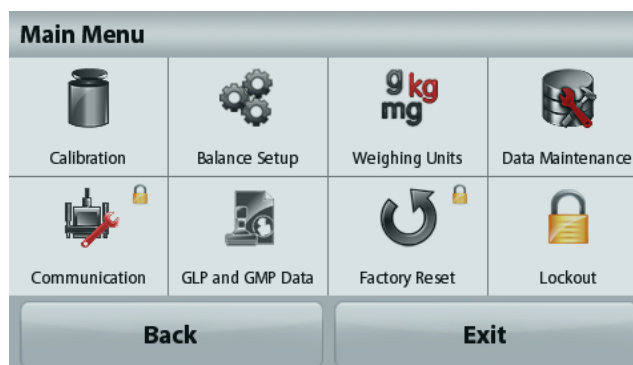 Main Menu
g kg
mg
Calibration
Balance Setup
Weighing Units
Data Maintenance
Communication
GLP and GMP Data
Factory Reset
Lockout
Back
Exit